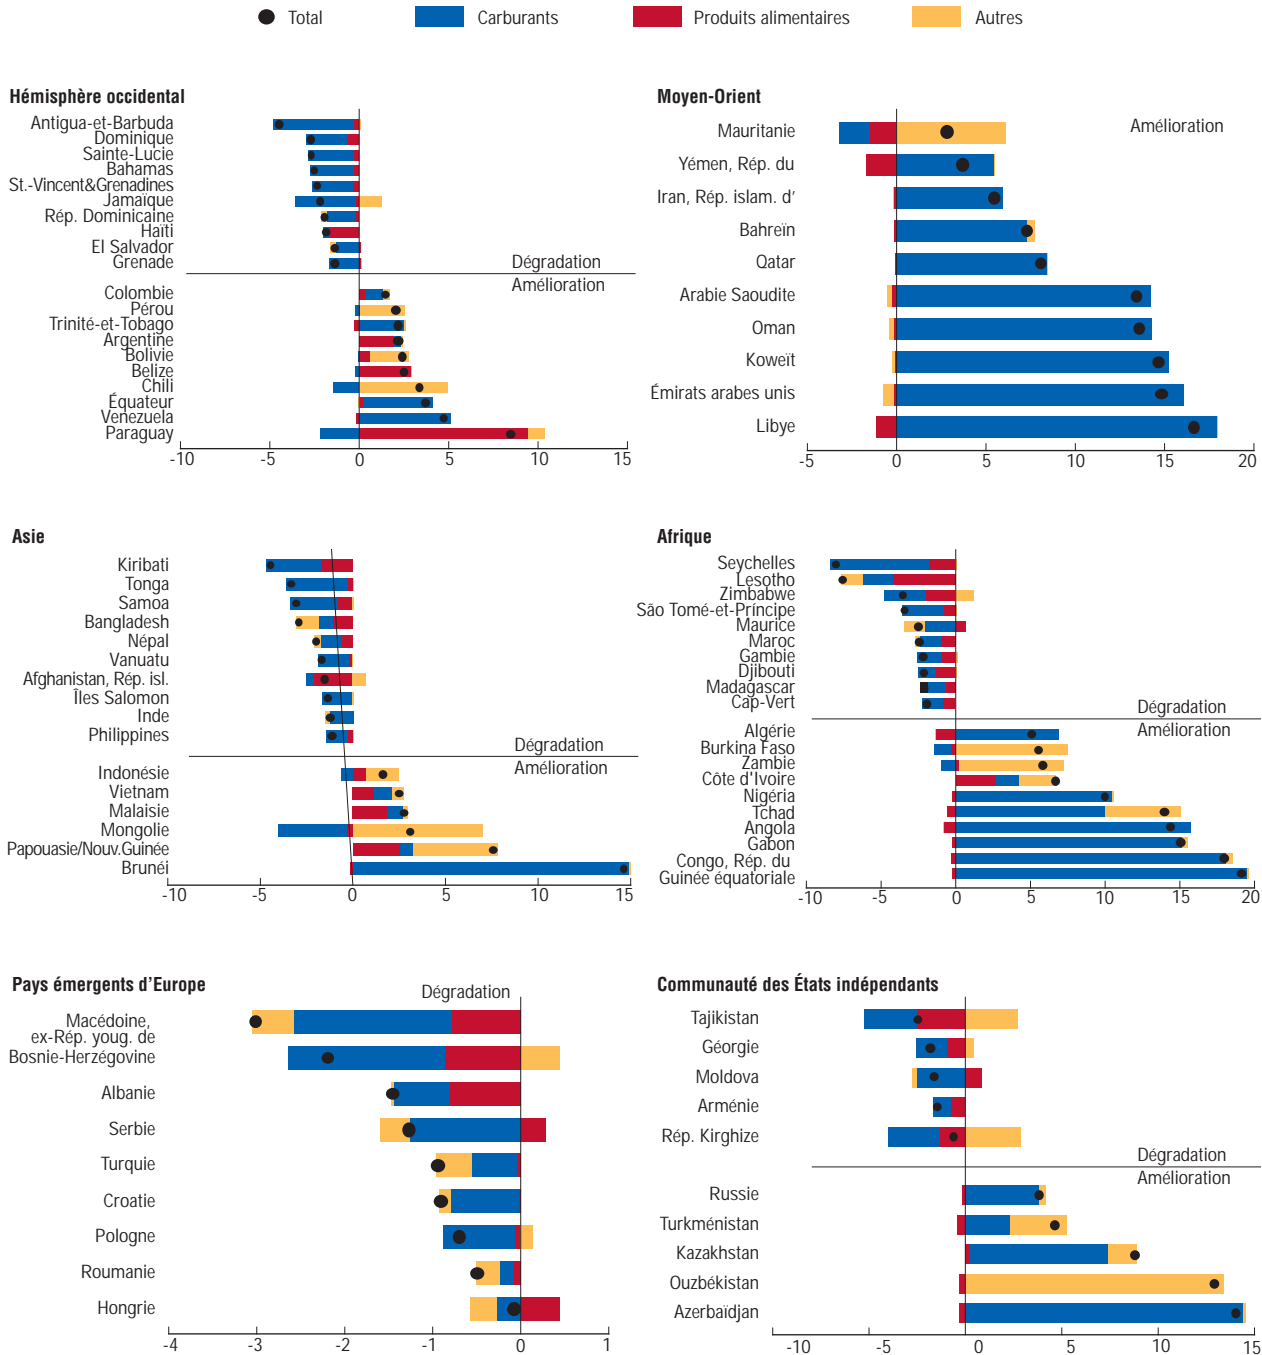 Total Carburants Produits alimentaires Autres
Hémisphère occidental
Antigua-et-Barbuda
Dominique
Sainte-Lucie
Bahamas
St.-Vincent&Grenadines
Jamaïque
Rép. Dominicaine
Haïti
El Salvador
Grenade
Dégradation
Amélioration
Colombie
Pérou
Trinité-et-Tobago
Argentine
Bolivie
Belize
Chili
Équateur
Venezuela
Paraguay
-10 -5 0 5 10 15
Moyen-Orient
Amélioration
Mauritanie
Yémen, Rép. du
Iran, Rép. islam. d’
Bahreïn
Qatar
Arabie Saoudite
Oman
Koweït
Émirats arabes unis
Libye
-5 0 5 10 15 20
Asie
Kiribati
Tonga
Samoa
Bangladesh
Népal
Vanuatu
Afghanistan, Rép. isl.
Îles Salomon
Inde
Philippines
Dégradation
Amélioration
Indonésie
Vietnam
Malaisie
Mongolie
Papouasie/Nouv.Guinée
Brunéi
-10 -5 0 5 10 15
Afrique
Seychelles
Lesotho
Zimbabwe
São Tomé-et-Príncipe
Maurice
Maroc
Gambie
Djibouti
Madagascar
Cap-Vert
Dégradation
Amélioration
Algérie
Burkina Faso
Zambie
Côte d'Ivoire
Nigéria
Tchad
Angola
Gabon
Congo, Rép. du
Guinée équatoriale
-10 -5 0 5 10 15 20
Pays émergents d’Europe
Dégradation
Macédoine,
ex-Rép. youg. de
Bosnie-Herzégovine
Albanie
Serbie
Turquie
Croatie
Pologne
Roumanie
Hongrie
-4 -3 -2 -1 0 1
Communauté des États indépendants
Tajikistan
Géorgie
Moldova
Arménie
Rép. Kirghize
Dégradation
Amélioration
Russie
Turkménistan
Kazakhstan
Ouzbékistan
Azerbaïdjan
-10 -5 0 5 10 15